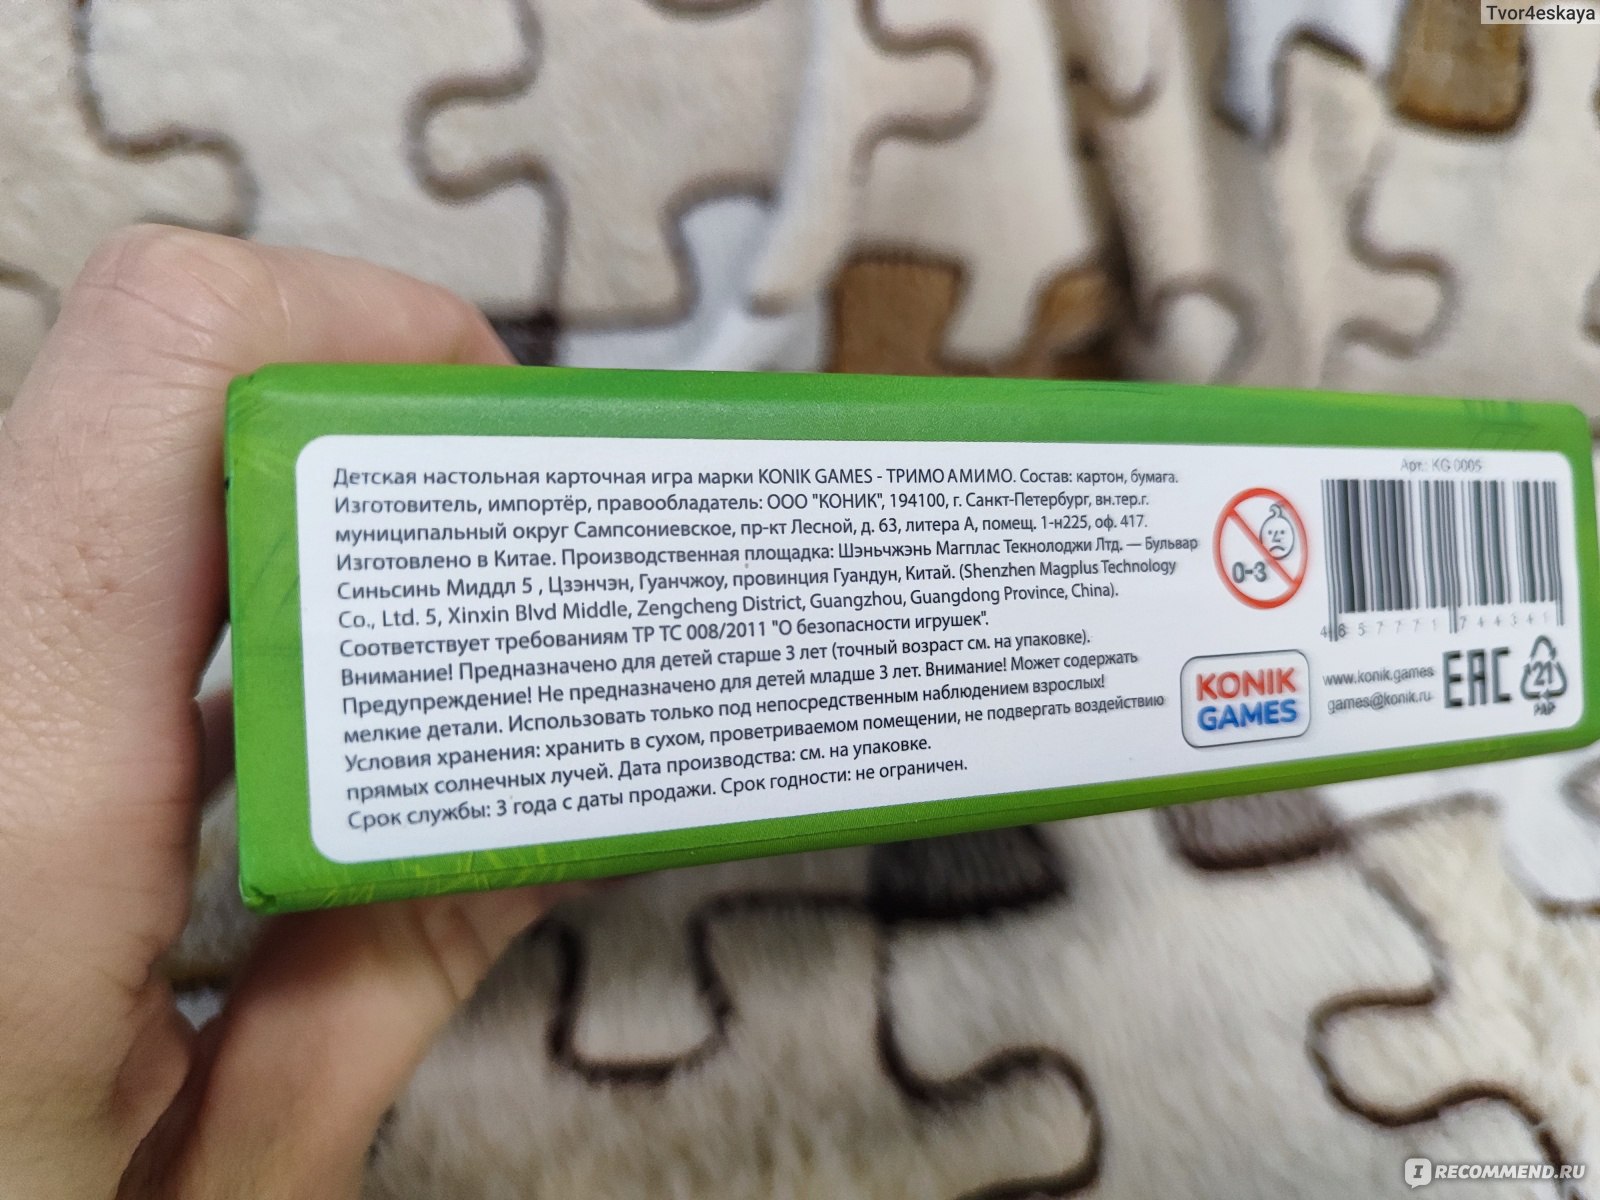 Tvor4eskaya
Детская настольная карточная игра марки KONIK GAMES - ТРИМО АМИМО. Состав: картон, бумага.
Изготовитель, импортёр, правообладатель: ООО "КОНИК", 194100, г. Санкт-Петербург, вн.тер.г.
муниципальный округ Сампсониевское, пр-кт Лесной, д. 63, литера А, помещ. 1-н225, оф. 417.
Изготовлено в Китае. Производственная площадка: Шэньчжэнь Магплас Текнолоджи Лтд. — Бульвар
Синьсинь Миддл 5 , Цзэнчэн, Гуанчжоу, провинция Гуандун, Китай. (Shenzhen Magplus Technology
Co., Ltd. 5, Xinxin Blvd Middle, Zengcheng District, Guangzhou, Guangdong Province, China).
Соответствует требованиям ТР ТС 008/2011 "О безопасности игрушек".
Внимание! Предназначено для детей старше 3 лет (точный возраст см. на упаковке).
Предупреждение! Не предназначено для детей младше 3 лет. Внимание! Может содержать
мелкие детали. Использовать только под непосредственным наблюдением взрослых!
Условия хранения: хранить в сухом, проветриваемом помещении, не подвергать воздействию
прямых солнечных лучей. Дата производства: см. на упаковке.
Срок службы: 3 года с даты продажи. Срок годности: не ограничен.
0-3
Арт.: KG 0005
4 657771 744341
KONIK
GAMES
www.konik.games
games@konik.ru
EAC
21
PAP
IRECOMMEND.RU